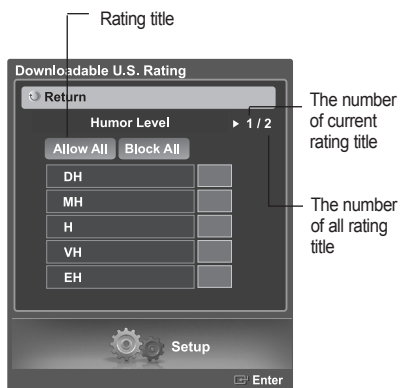 Rating title
Downloadable U.S. Rating
Return
Humor Level ▶ 1 / 2
Allow All Block All
DH
MH
H
VH
EH
Setup
Enter
The number
of current
rating title
The number
of all rating
title